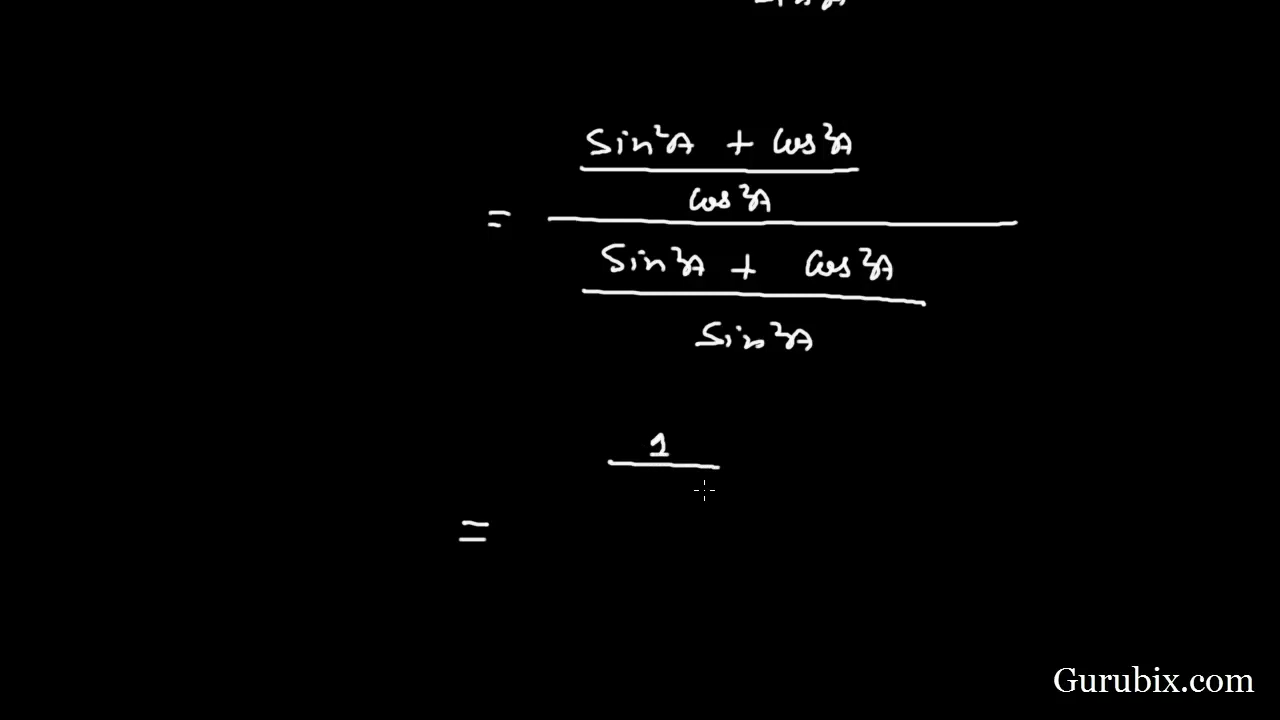 Sin²A + Cos²A
Cos²A
=
Sin²A + Cos²A
Sin²A
1
=
Gurubix.com